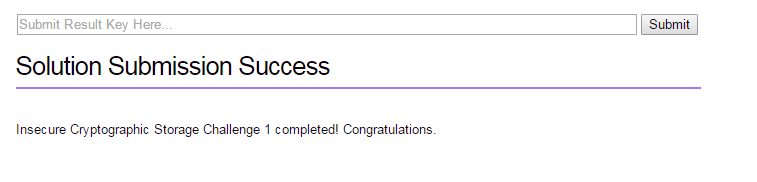 Submit Result Key Here...
Submit
Solution Submission Success
Insecure Cryptographic Storage Challenge 1 completed! Congratulations.